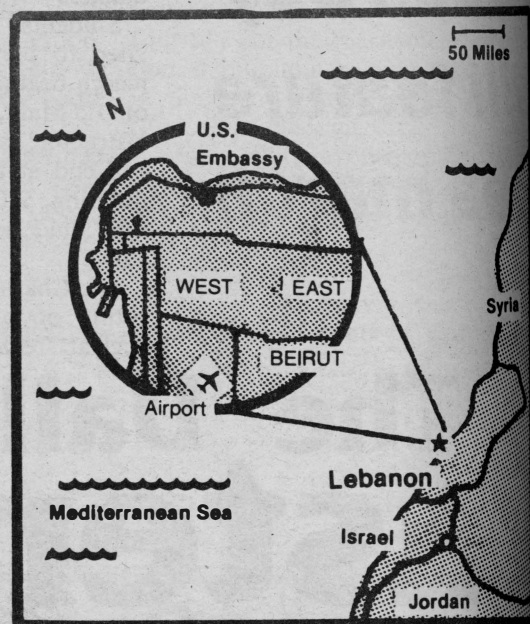 50 Miles
N
U.S.
Embassy
WEST
EAST
Syria
BEIRUT
Airport
Lebanon
Mediterranean Sea
Israel
Jordan